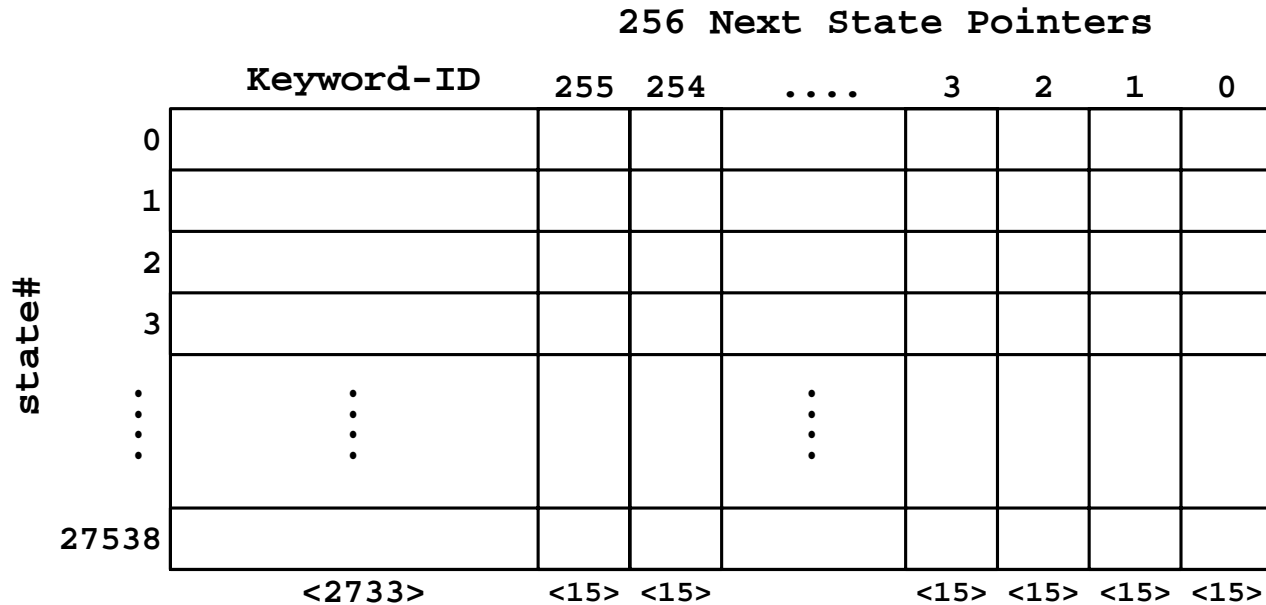 256 Next State Pointers
Keyword-ID 255 254 .... 3 2 1 0
0
1
2
3
state#
27538
<2733> <15> <15> <15> <15> <15> <15>